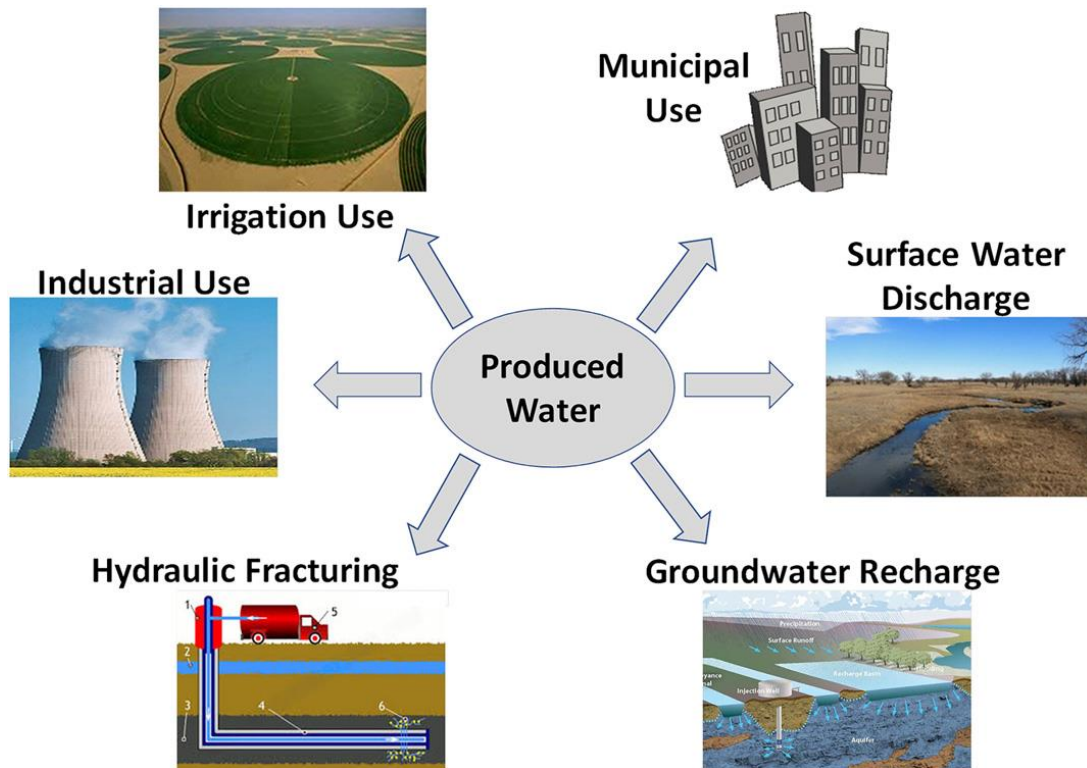 Municipal
Use
Irrigation Use
Surface Water
Discharge
Industrial Use
Produced
Water
Hydraulic Fracturing
1
5
2
3
4
6
Groundwater Recharge
Precipitation
Surface Runoff
Recharge Basin
Injection Well
Aquifer